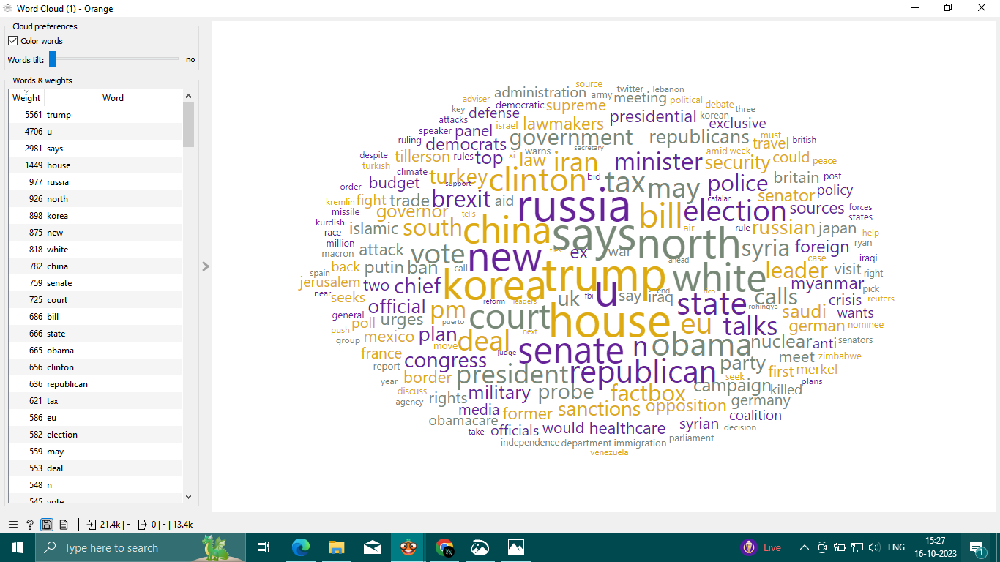 Word Cloud (1) - Orange
Cloud preferences
Color words
Words tilt: no
Words & weights
Weight Word
5561 trump
4706 u
2981 says
1449 house
977 russia
926 north
898 korea
875 new
818 white
782 china
759 senate
725 court
686 bill
666 state
665 obama
656 clinton
636 republican
621 tax
586 eu
582 election
559 may
553 deal
548 n
545 vote
source
administration army twitter lebanon
adviser democratic supreme meeting political debate
key defense lawmakers presidential korean three
attacks israel exclusive
speaker panel government republicans must
ruling democrats secretary travel british
despite tillerson rules top warns xi law iran minister amid week could peace
turkish climate turkey clinton bid tax may police security britain post
order budget support catalan policy
kremlin fight trade brexit aid russia bill election senator sources forces
missile governor tells states
kurdish islamic south china says north air rule russian japan help
race
million attack vote new ties ex war ahead syria foreign ryan
macron case iraqi
spain back putin ban call korea trump white leader visit right
jerusalem two chief u say iraq end nco myanmar pick
near seeks official pm reform leaders uk fbi state rohingya calls crisis reuters
general poll urges puerto court house eu talks saudi wants
push mexico plan deal next german nominee
group move judge senate n obama nuclear anti senators
france congress meet zimbabwe
report president republican party first merkel
year border seek plans
discuss rights military probe factbox campaign killed
agency media former sanctions opposition germany
obamacare officials would healthcare syrian coalition
take decision
independence department immigration parliament
venezuela
21.4k | - 0 | - | 13.4k
Type here to search
Live
ENG
15:27
16-10-2023
1